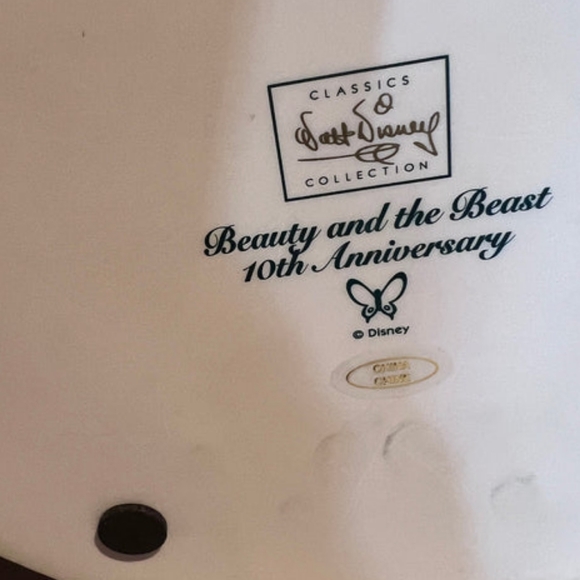 CLASSICS
Walt Disney
COLLECTION
Beauty and the Beast
10th Anniversary
© Disney